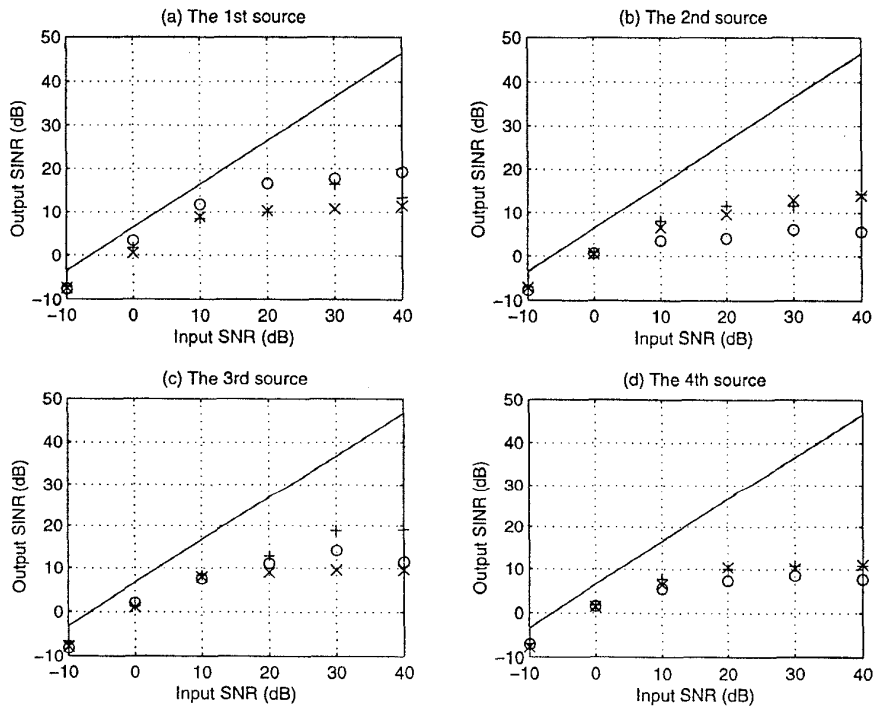 (a) The 1st source
50
40
30
20
10
0
−10
−10 0 10 20 30 40
Input SNR (dB)
Output SINR (dB)
(b) The 2nd source
50
40
30
20
10
0
−10
−10 0 10 20 30 40
Input SNR (dB)
Output SINR (dB)
(c) The 3rd source
50
40
30
20
10
0
−10
−10 0 10 20 30 40
Input SNR (dB)
Output SINR (dB)
(d) The 4th source
50
40
30
20
10
0
−10
−10 0 10 20 30 40
Input SNR (dB)
Output SINR (dB)